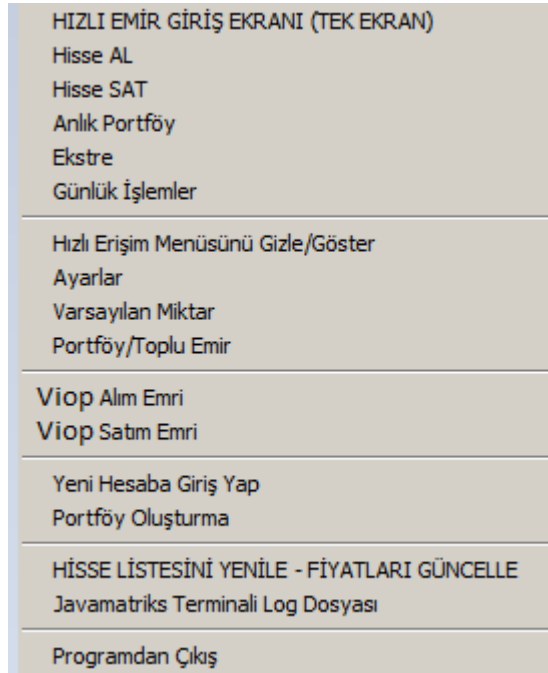 HIZLI EMİR GİRİŞ EKRANI (TEK EKRAN)
Hisse AL
Hisse SAT
Anlık Portföy
Ekstre
Günlük İşlemler
Hızlı Erişim Menüsünü Gizle/Göster
Ayarlar
Varsayılan Miktar
Portföy/Toplu Emir
Viop Alım Emri
Viop Satım Emri
Yeni Hesaba Giriş Yap
Portföy Oluşturma
HİSSE LİSTESİNİ YENİLE - FİYATLARI GÜNCELLE
Javamatriks Terminali Log Dosyası
Programdan Çıkış